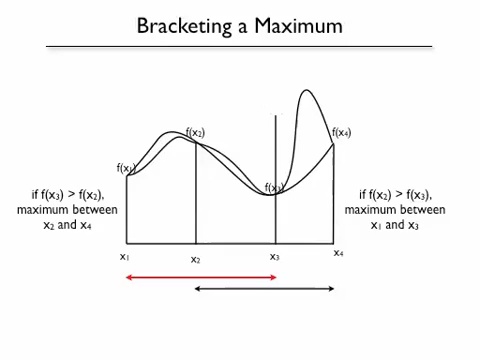 Bracketing a Maximum
f(x₂)
f(x₄)
f(x₁)
f(x₃)
if f(x₃) > f(x₂),
maximum between
x₂ and x₄
if f(x₂) > f(x₃),
maximum between
x₁ and x₃
x₁
x₂
x₃
x₄